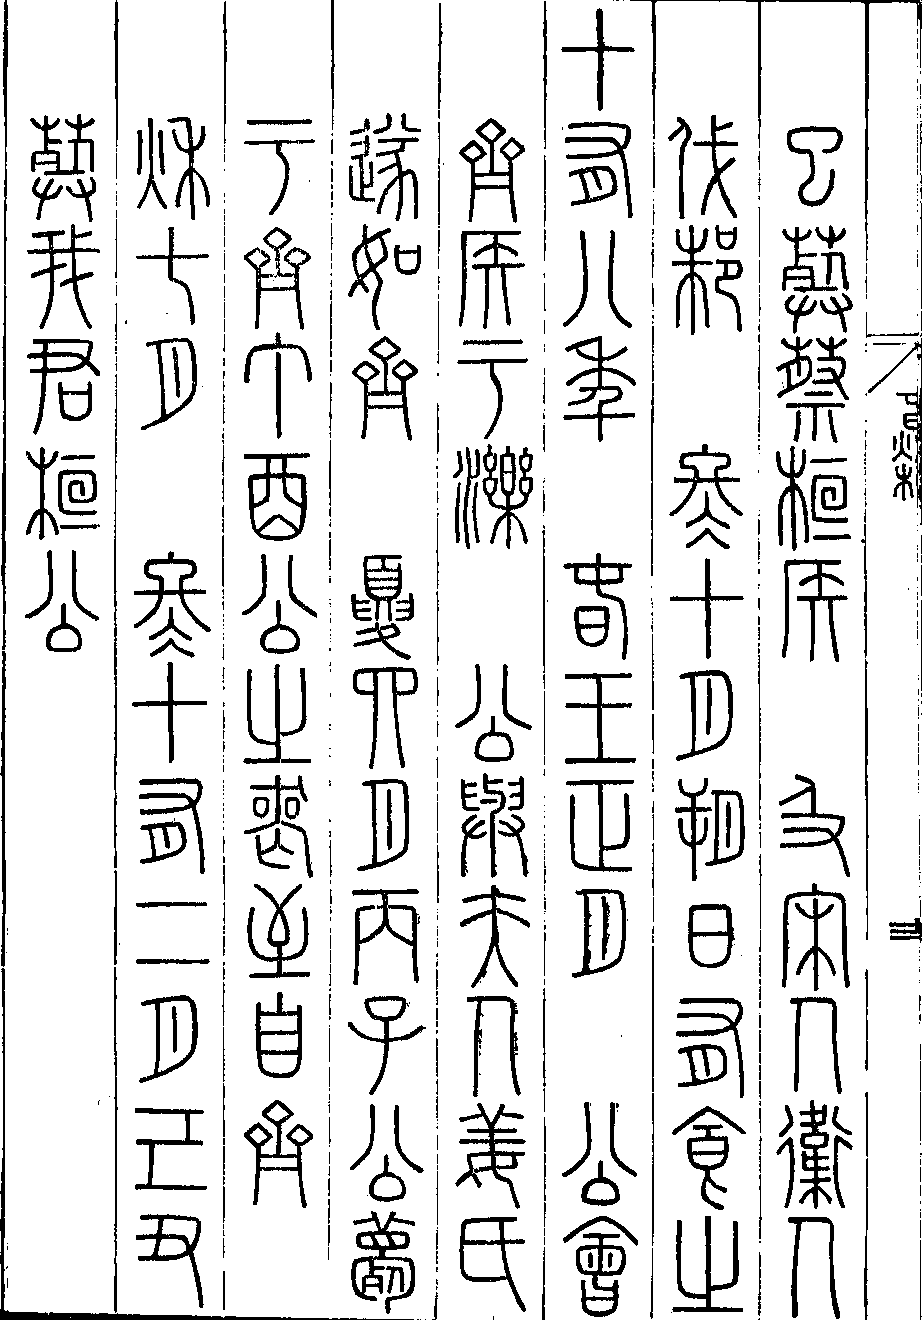 巳葬蔡桓侯　及宋人衛人
伐邾　冬十月朔日有食之
十有八年　春王正月　公會
齊侯于濼　公與夫人姜氏
遂如齊　夏四月丙子公薨
于齊丁酉公之喪至自齊
秋七月　冬十有二月己丑
葬我君桓公